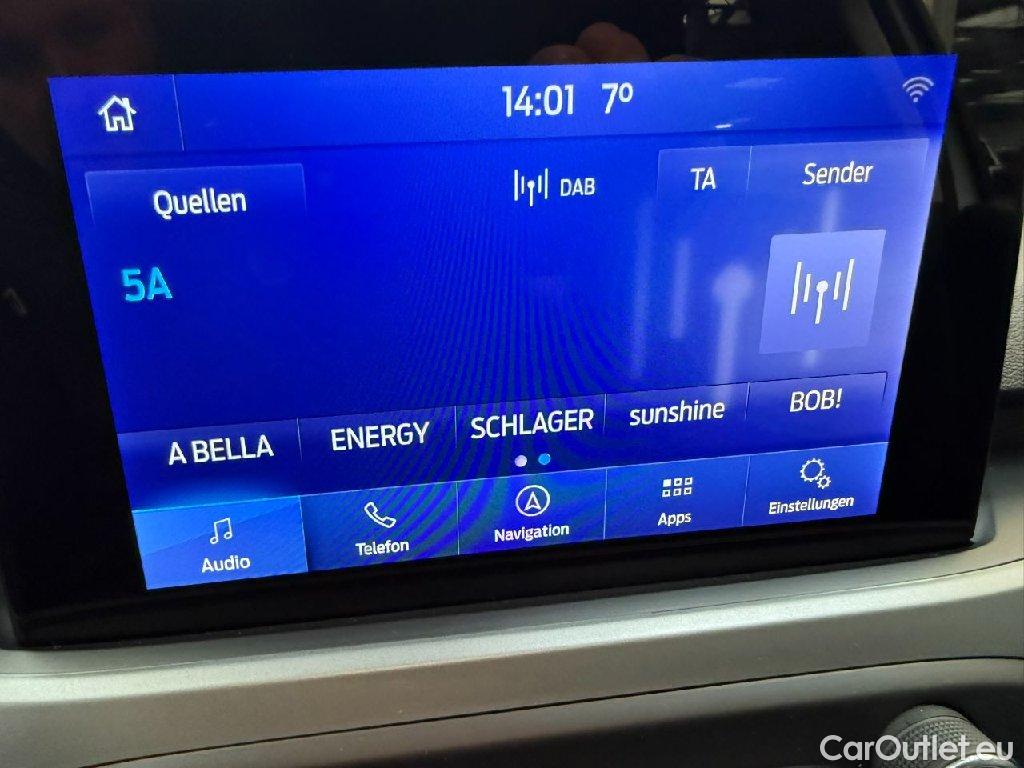 14:01 7º
Quellen DAB TA Sender
5A
A BELLA ENERGY SCHLAGER sunshine BOB!
Audio Telefon Navigation Apps Einstellungen
CarOutlet.eu